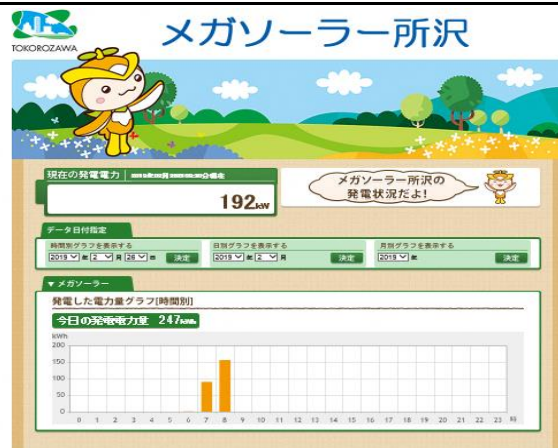 TOKOROZAWA
メガソーラー所沢
現在の発電電力
192kW
メガソーラー所沢の
発電状況だよ!
データ日付指定
時間別グラフを表示する
2019 年 2 月 26 日 決定
日別グラフを表示する
2019 年 2 月 決定
月別グラフを表示する
2019 年 決定
▼ メガソーラー
発電した電力量グラフ[時間別]
今日の発電電力量 247kWh
kWh
200
150
100
50
0
0 1 2 3 4 5 6 7 8 9 10 11 12 13 14 15 16 17 18 19 20 21 22 23 時